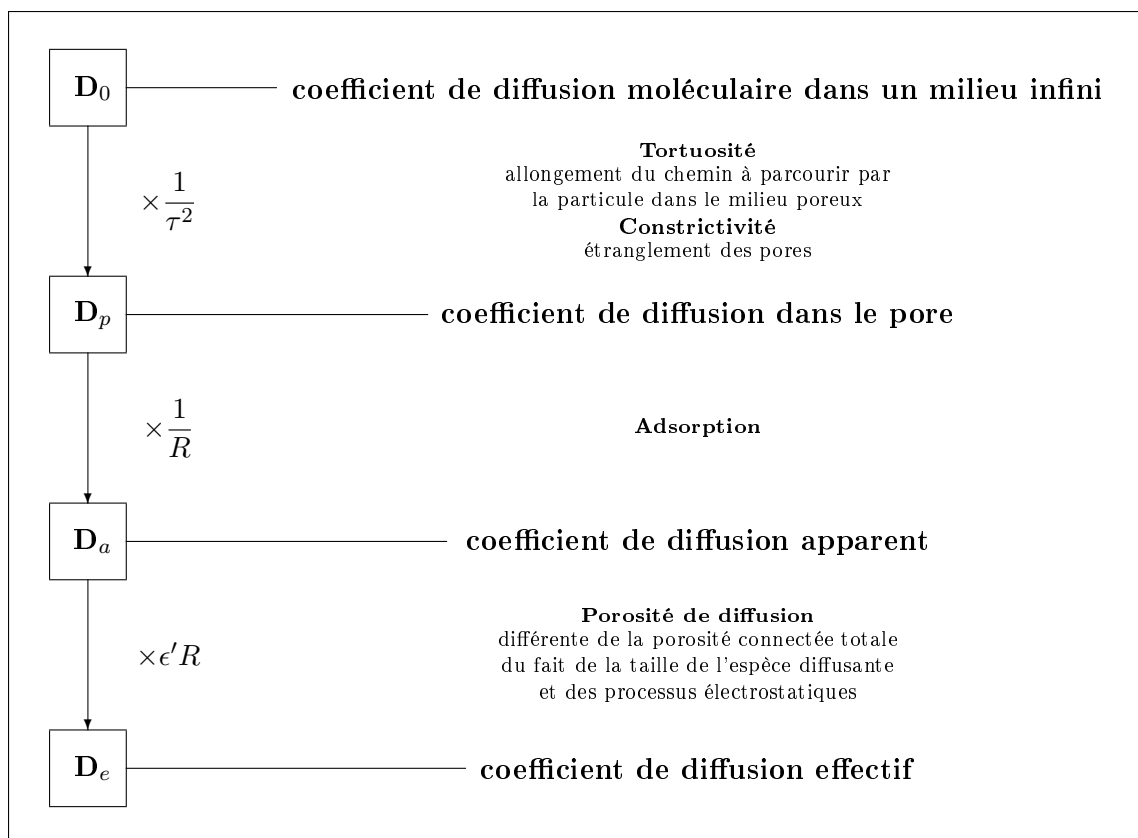 D₀ coefficient de diffusion moléculaire dans un milieu infini
Tortuosité
allongement du chemin à parcourir par
la particule dans le milieu poreux
Constrictivité
étranglement des pores
×1/τ²
D_p coefficient de diffusion dans le pore
×1/R Adsorption
D_a coefficient de diffusion apparent
Porosité de diffusion
différente de la porosité connectée totale
du fait de la taille de l'espèce diffusante
et des processus électrostatiques
×ϵ′R
D_e coefficient de diffusion effectif